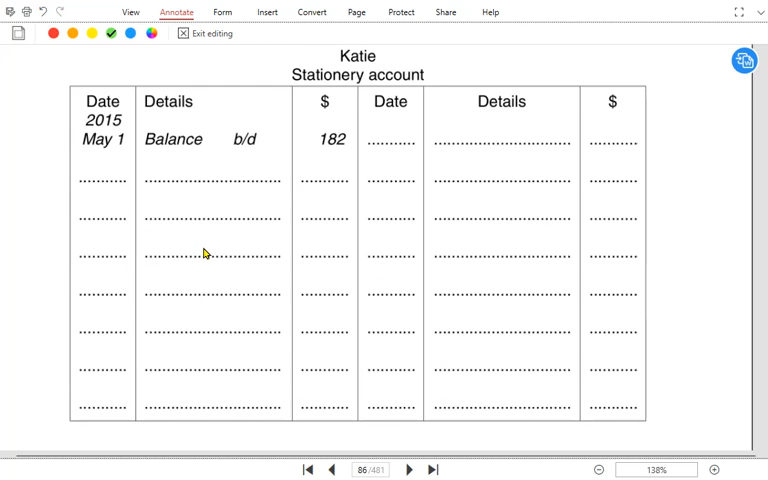 View Annotate Form Insert Convert Page Protect Share Help
Exit editing
Katie
Stationery account
Date Details $ Date Details $
2015
May 1 Balance b/d 182 ........... ................................ ...........
........... ................................ ........... ........... ................................ ...........
........... ................................ ........... ........... ................................ ...........
........... ................................ ........... ........... ................................ ...........
........... ................................ ........... ........... ................................ ...........
........... ................................ ........... ........... ................................ ...........
........... ................................ ........... ........... ................................ ...........
........... ................................ ........... ........... ................................ ...........
86/481 138%